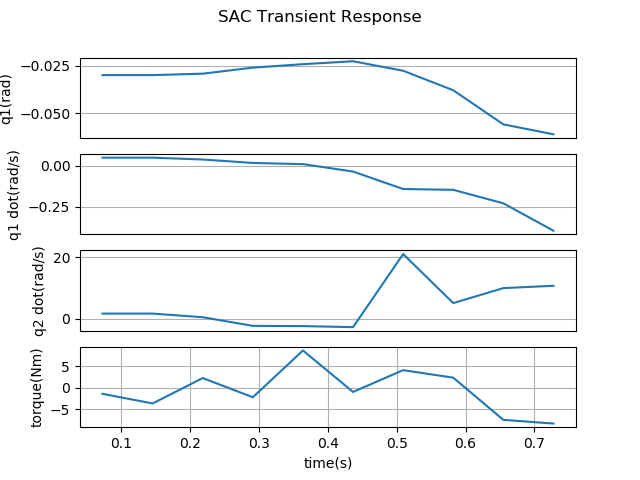 SAC Transient Response
−0.025
−0.050
q1(rad)
0.00
−0.25
q1 dot(rad/s)
20
0
q2 dot(rad/s)
5
0
−5
torque(Nm)
0.1 0.2 0.3 0.4 0.5 0.6 0.7
time(s)